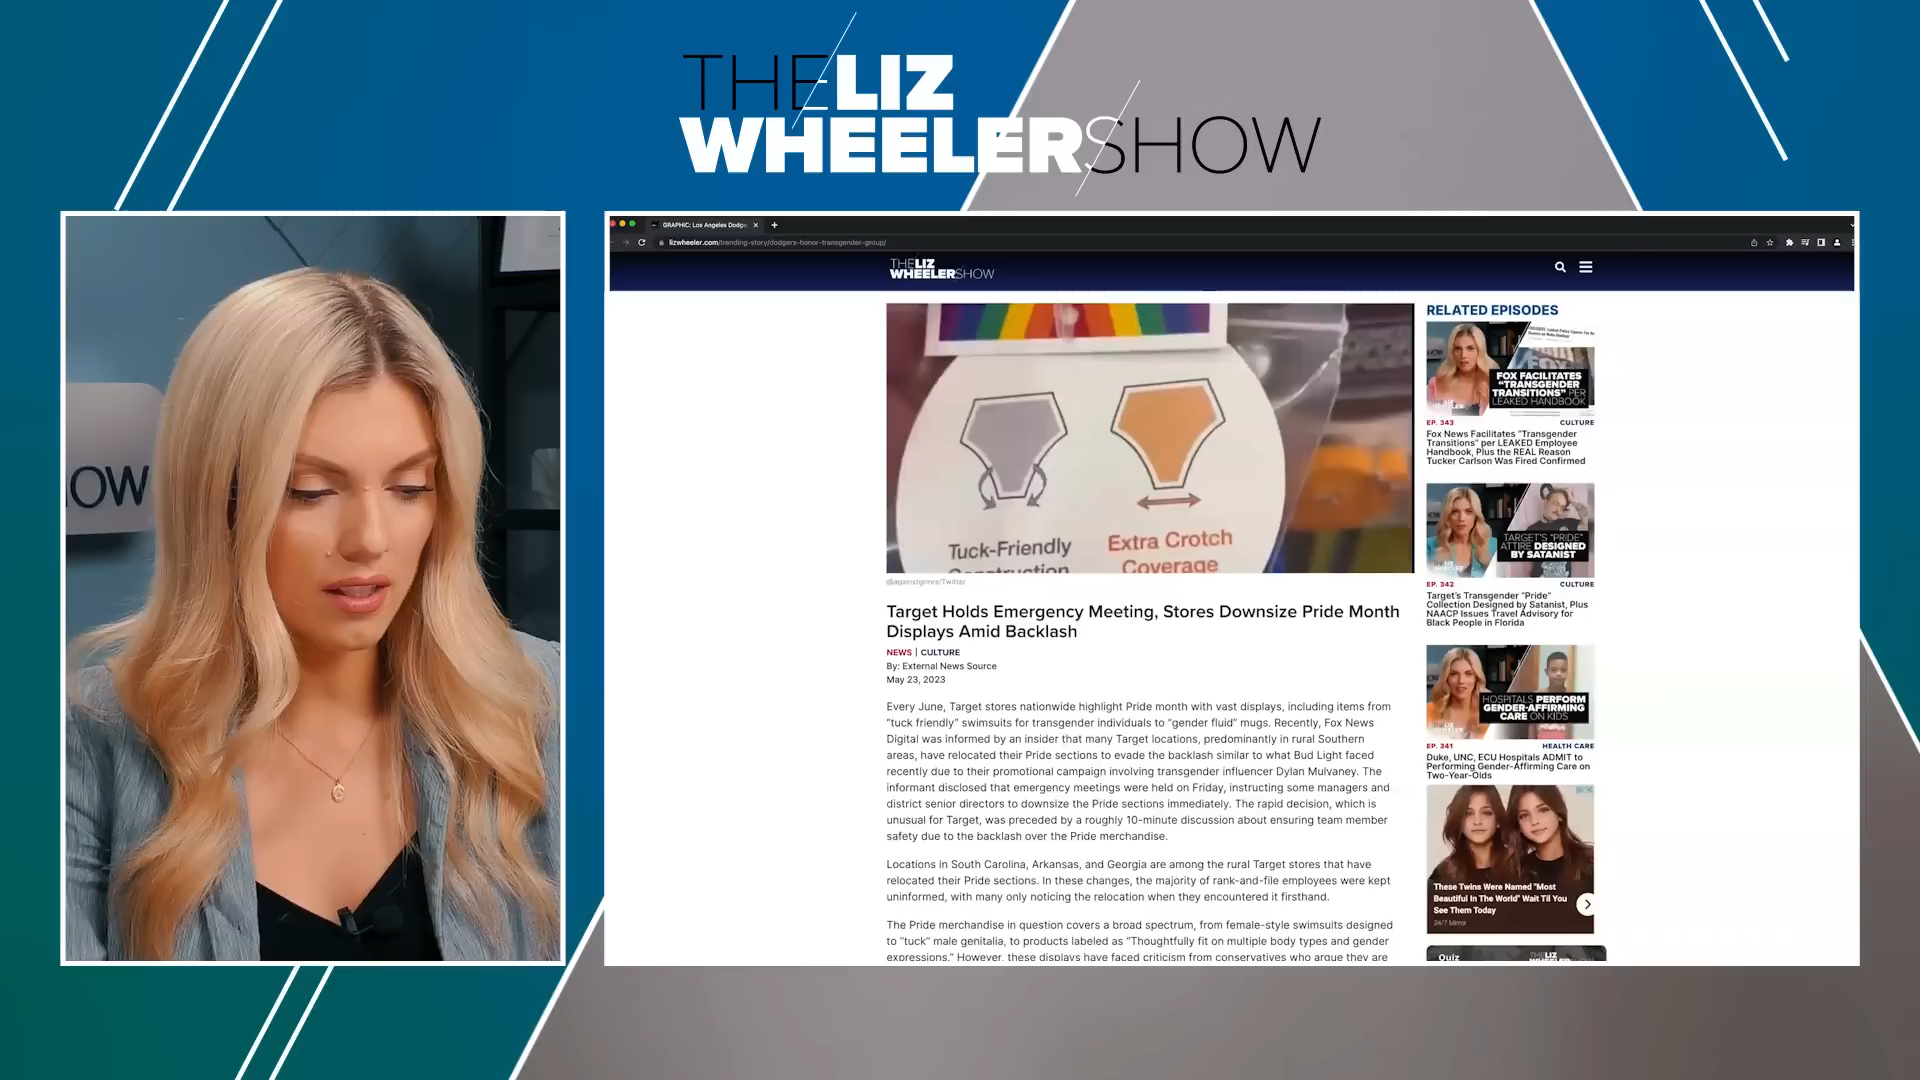 THE LIZ
WHEELER SHOW
OW
GRAPHIC: Los Angeles Dodge
lizwheeler.com/trending-story/dodgers-honor-transgender-group/
THE LIZ
WHEELER SHOW
Tuck-Friendly
Construction
Extra Crotch
Coverage
@againstgrmrs/Twitter
Target Holds Emergency Meeting, Stores Downsize Pride Month
Displays Amid Backlash
NEWS | CULTURE
By: External News Source
May 23, 2023
Every June, Target stores nationwide highlight Pride month with vast displays, including items from
"tuck friendly" swimsuits for transgender individuals to "gender fluid" mugs. Recently, Fox News
Digital was informed by an insider that many Target locations, predominantly in rural Southern
areas, have relocated their Pride sections to evade the backlash similar to what Bud Light faced
recently due to their promotional campaign involving transgender influencer Dylan Mulvaney. The
informant disclosed that emergency meetings were held on Friday, instructing some managers and
district senior directors to downsize the Pride sections immediately. The rapid decision, which is
unusual for Target, was preceded by a roughly 10-minute discussion about ensuring team member
safety due to the backlash over the Pride merchandise.
Locations in South Carolina, Arkansas, and Georgia are among the rural Target stores that have
relocated their Pride sections. In these changes, the majority of rank-and-file employees were kept
uninformed, with many only noticing the relocation when they encountered it firsthand.
The Pride merchandise in question covers a broad spectrum, from female-style swimsuits designed
to "tuck" male genitalia, to products labeled as "Thoughtfully fit on multiple body types and gender
expressions." However, these displays have faced criticism from conservatives who argue they are
RELATED EPISODES
FOX FACILITATES
"TRANSGENDER
TRANSITIONS" PER
LEAKED HANDBOOK
EP. 343 CULTURE
Fox News Facilitates "Transgender
Transitions" per LEAKED Employee
Handbook, Plus the REAL Reason
Tucker Carlson Was Fired Confirmed
TARGET'S "PRIDE"
ATTIRE DESIGNED
BY SATANIST
EP. 342 CULTURE
Target's Transgender "Pride"
Collection Designed by Satanist, Plus
NAACP Issues Travel Advisory for
Black People in Florida
HOSPITALS PERFORM
GENDER-AFFIRMING
CARE ON KIDS
EP. 341 HEALTH CARE
Duke, UNC, ECU Hospitals ADMIT to
Performing Gender-Affirming Care on
Two-Year-Olds
These Twins Were Named "Most
Beautiful In The World" Wait Til You
See Them Today
24/7 Mirror
Quiz
THE LIZ
WHEELER SHOW